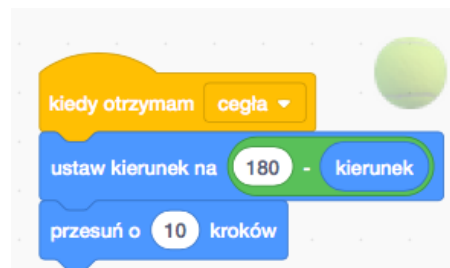 kiedy otrzymam cegła
ustaw kierunek na 180 - kierunek
przesuń o 10 kroków